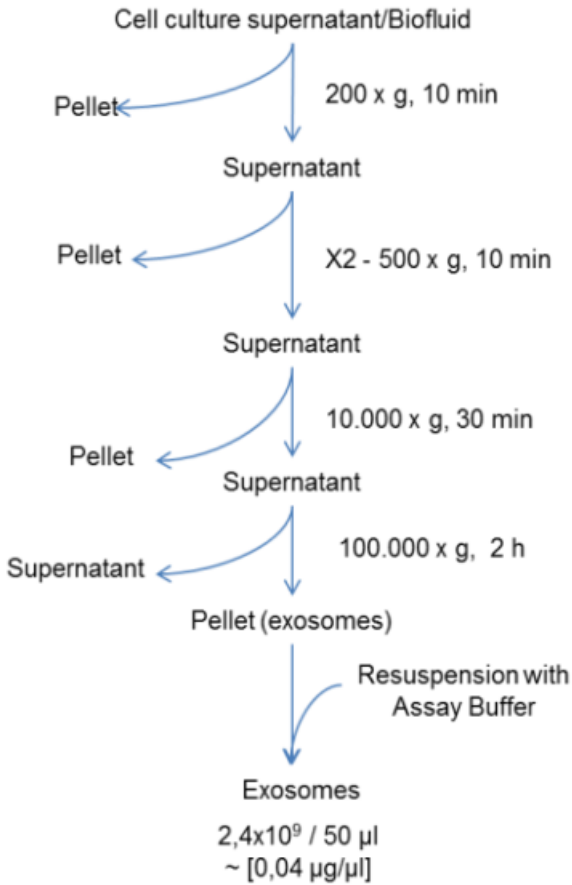 Cell culture supernatant/Biofluid
Pellet
200 x g, 10 min
Supernatant
Pellet
X2 - 500 x g, 10 min
Supernatant
10.000 x g, 30 min
Pellet
Supernatant
100.000 x g, 2 h
Supernatant
Pellet (exosomes)
Resuspension with
Assay Buffer
Exosomes
2,4x10⁹ / 50 µl
~ [0,04 µg/µl]